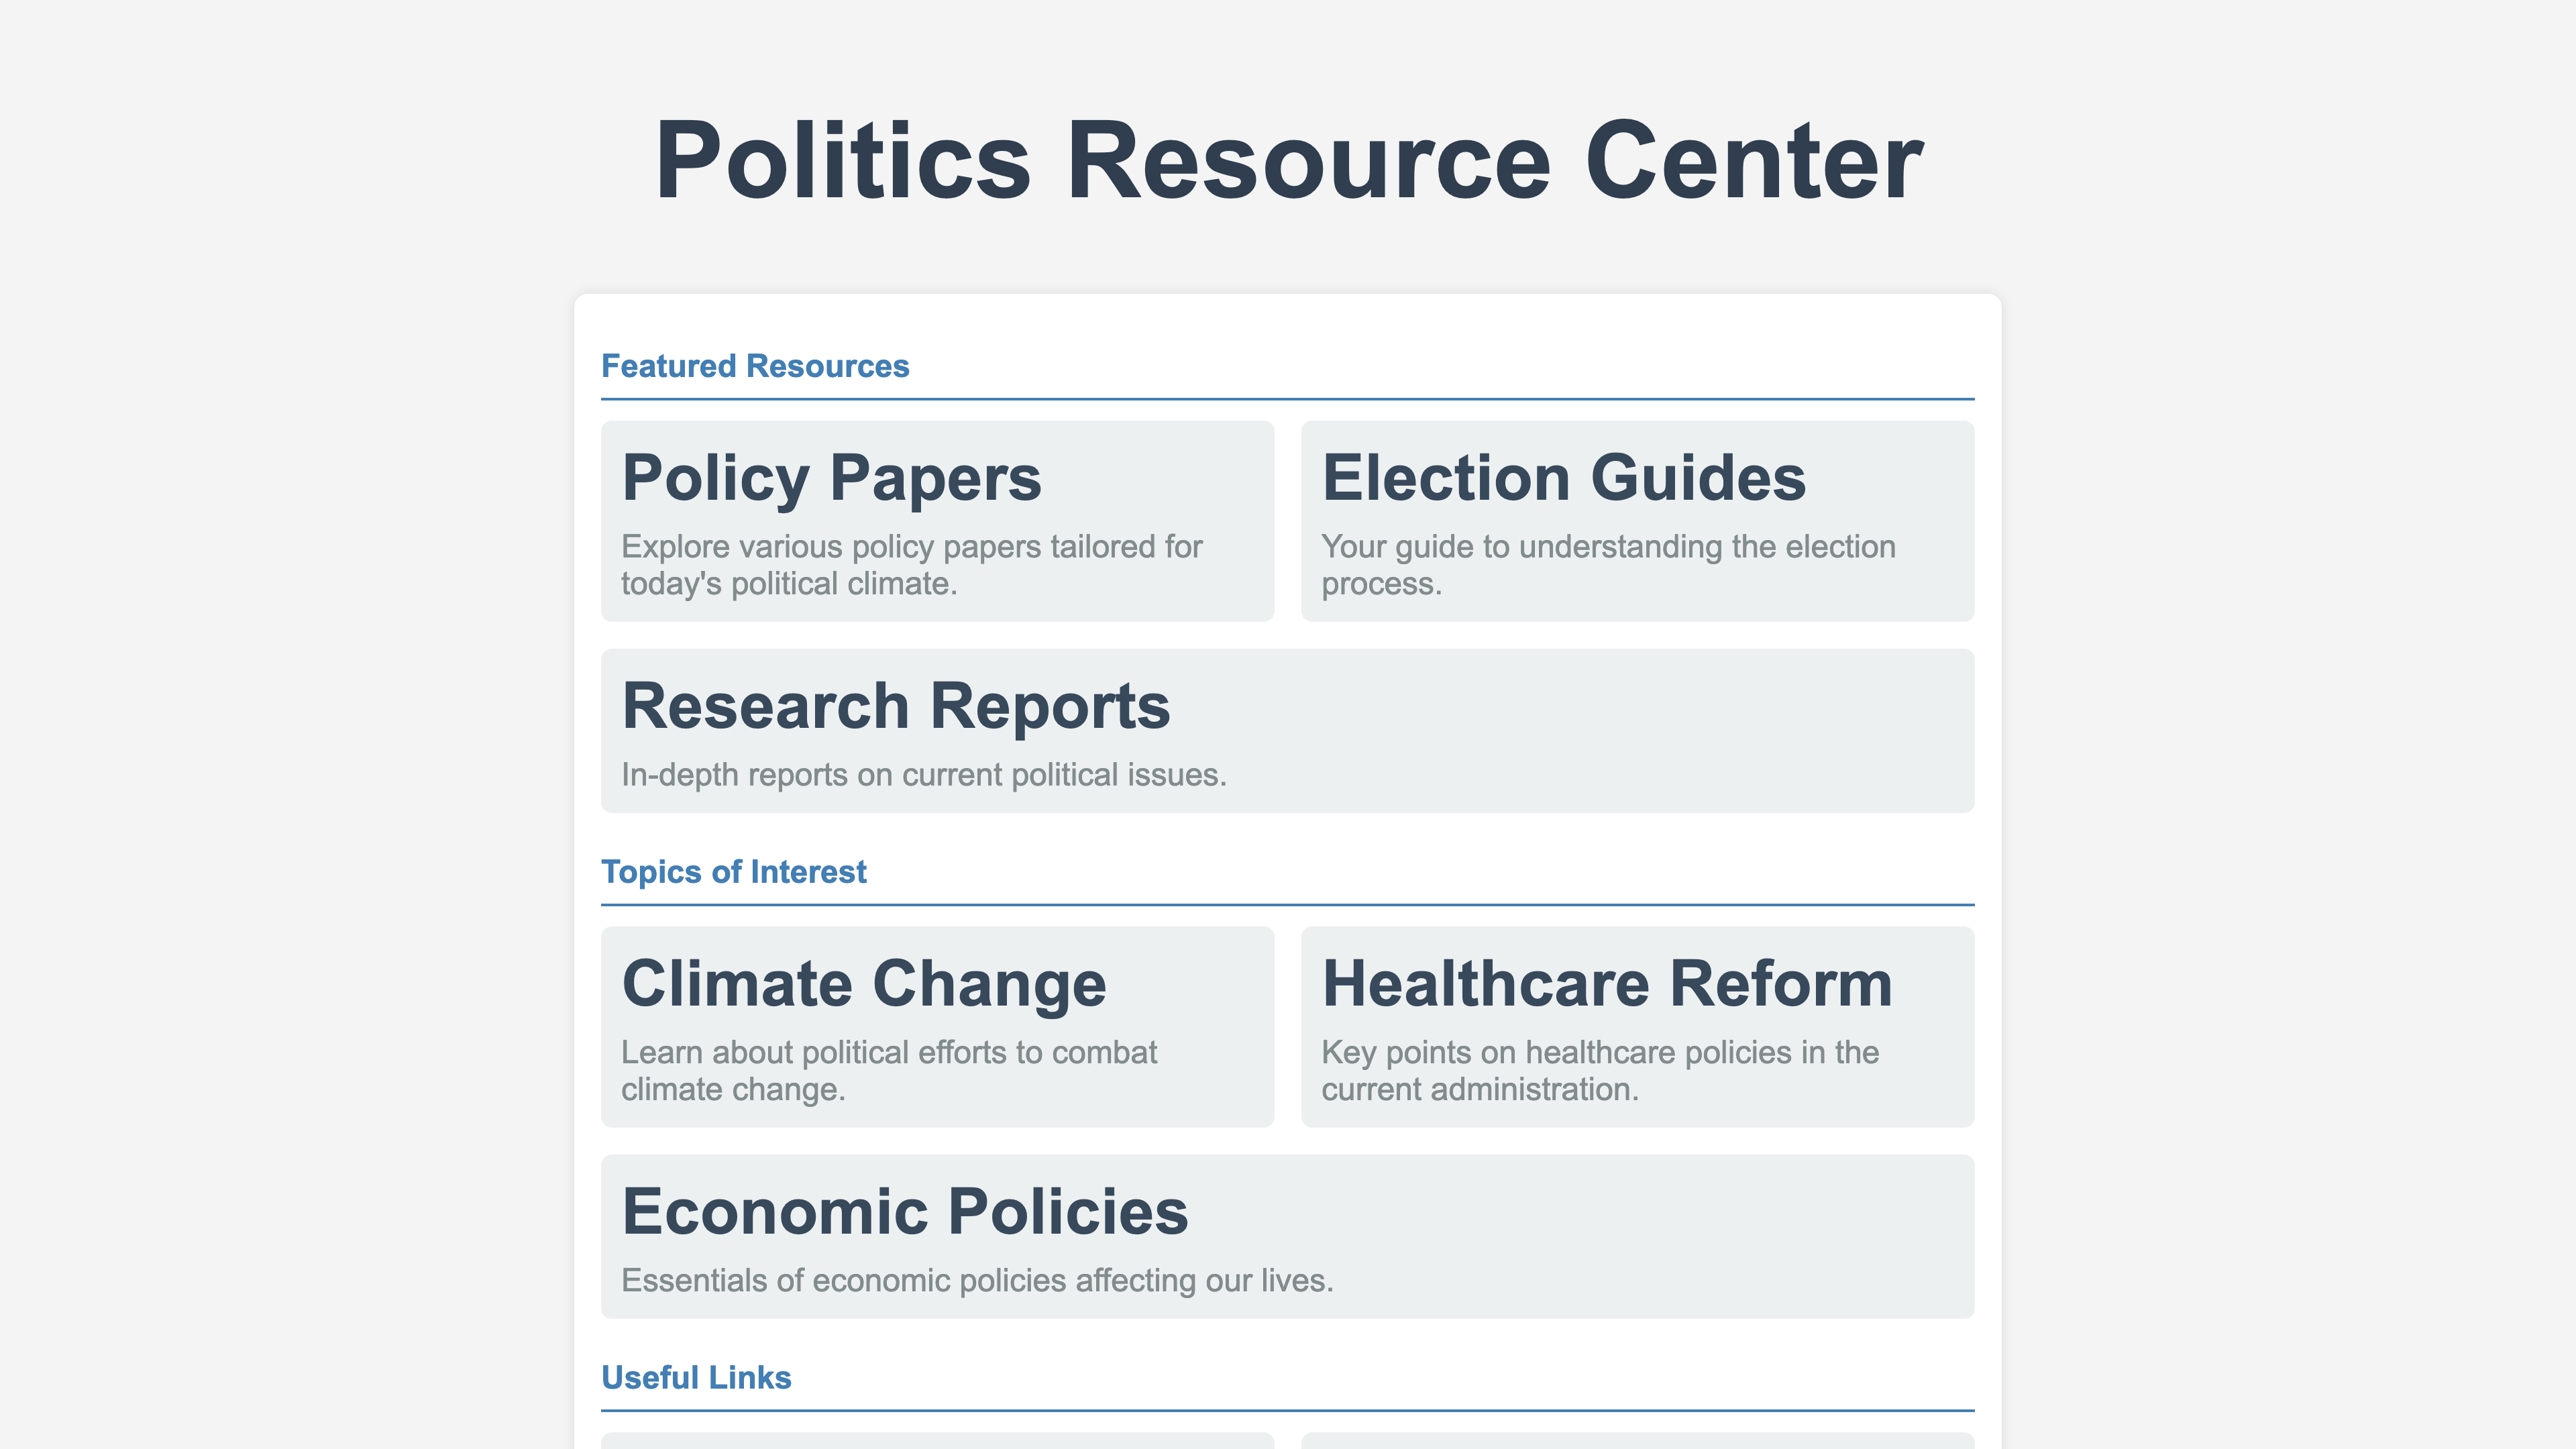 Politics Resource Center
Featured Resources
Policy Papers
Explore various policy papers tailored for
today's political climate.
Election Guides
Your guide to understanding the election
process.
Research Reports
In-depth reports on current political issues.
Topics of Interest
Climate Change
Learn about political efforts to combat
climate change.
Healthcare Reform
Key points on healthcare policies in the
current administration.
Economic Policies
Essentials of economic policies affecting our lives.
Useful Links